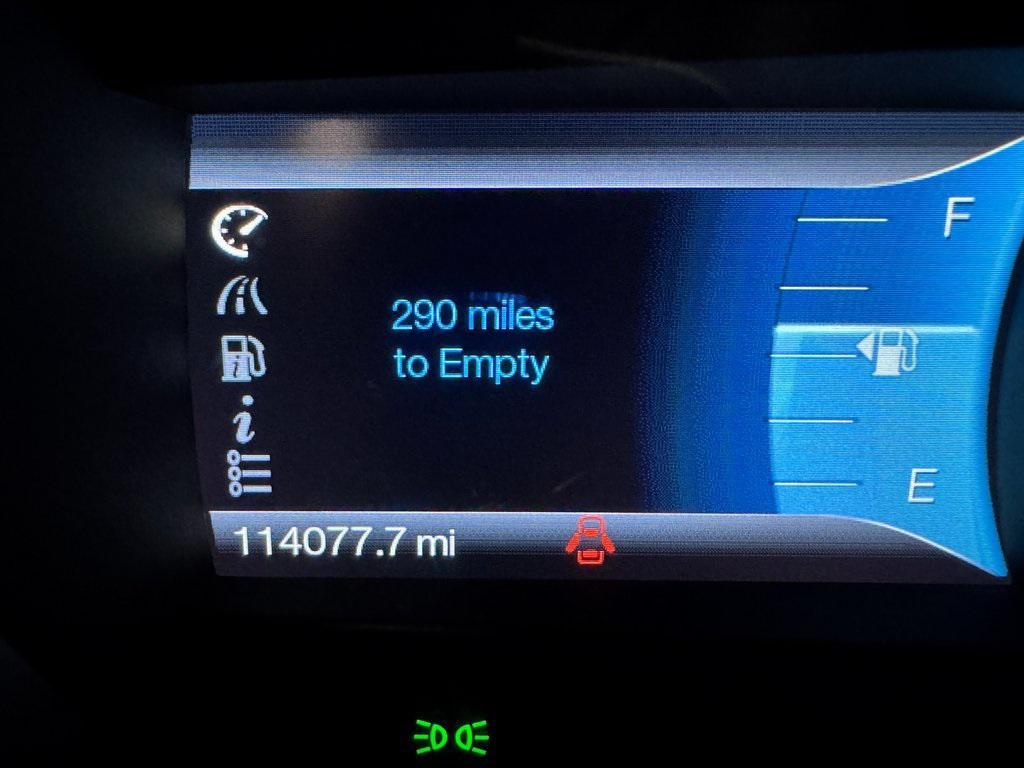 F
290 miles
to Empty
E
114077.7 mi